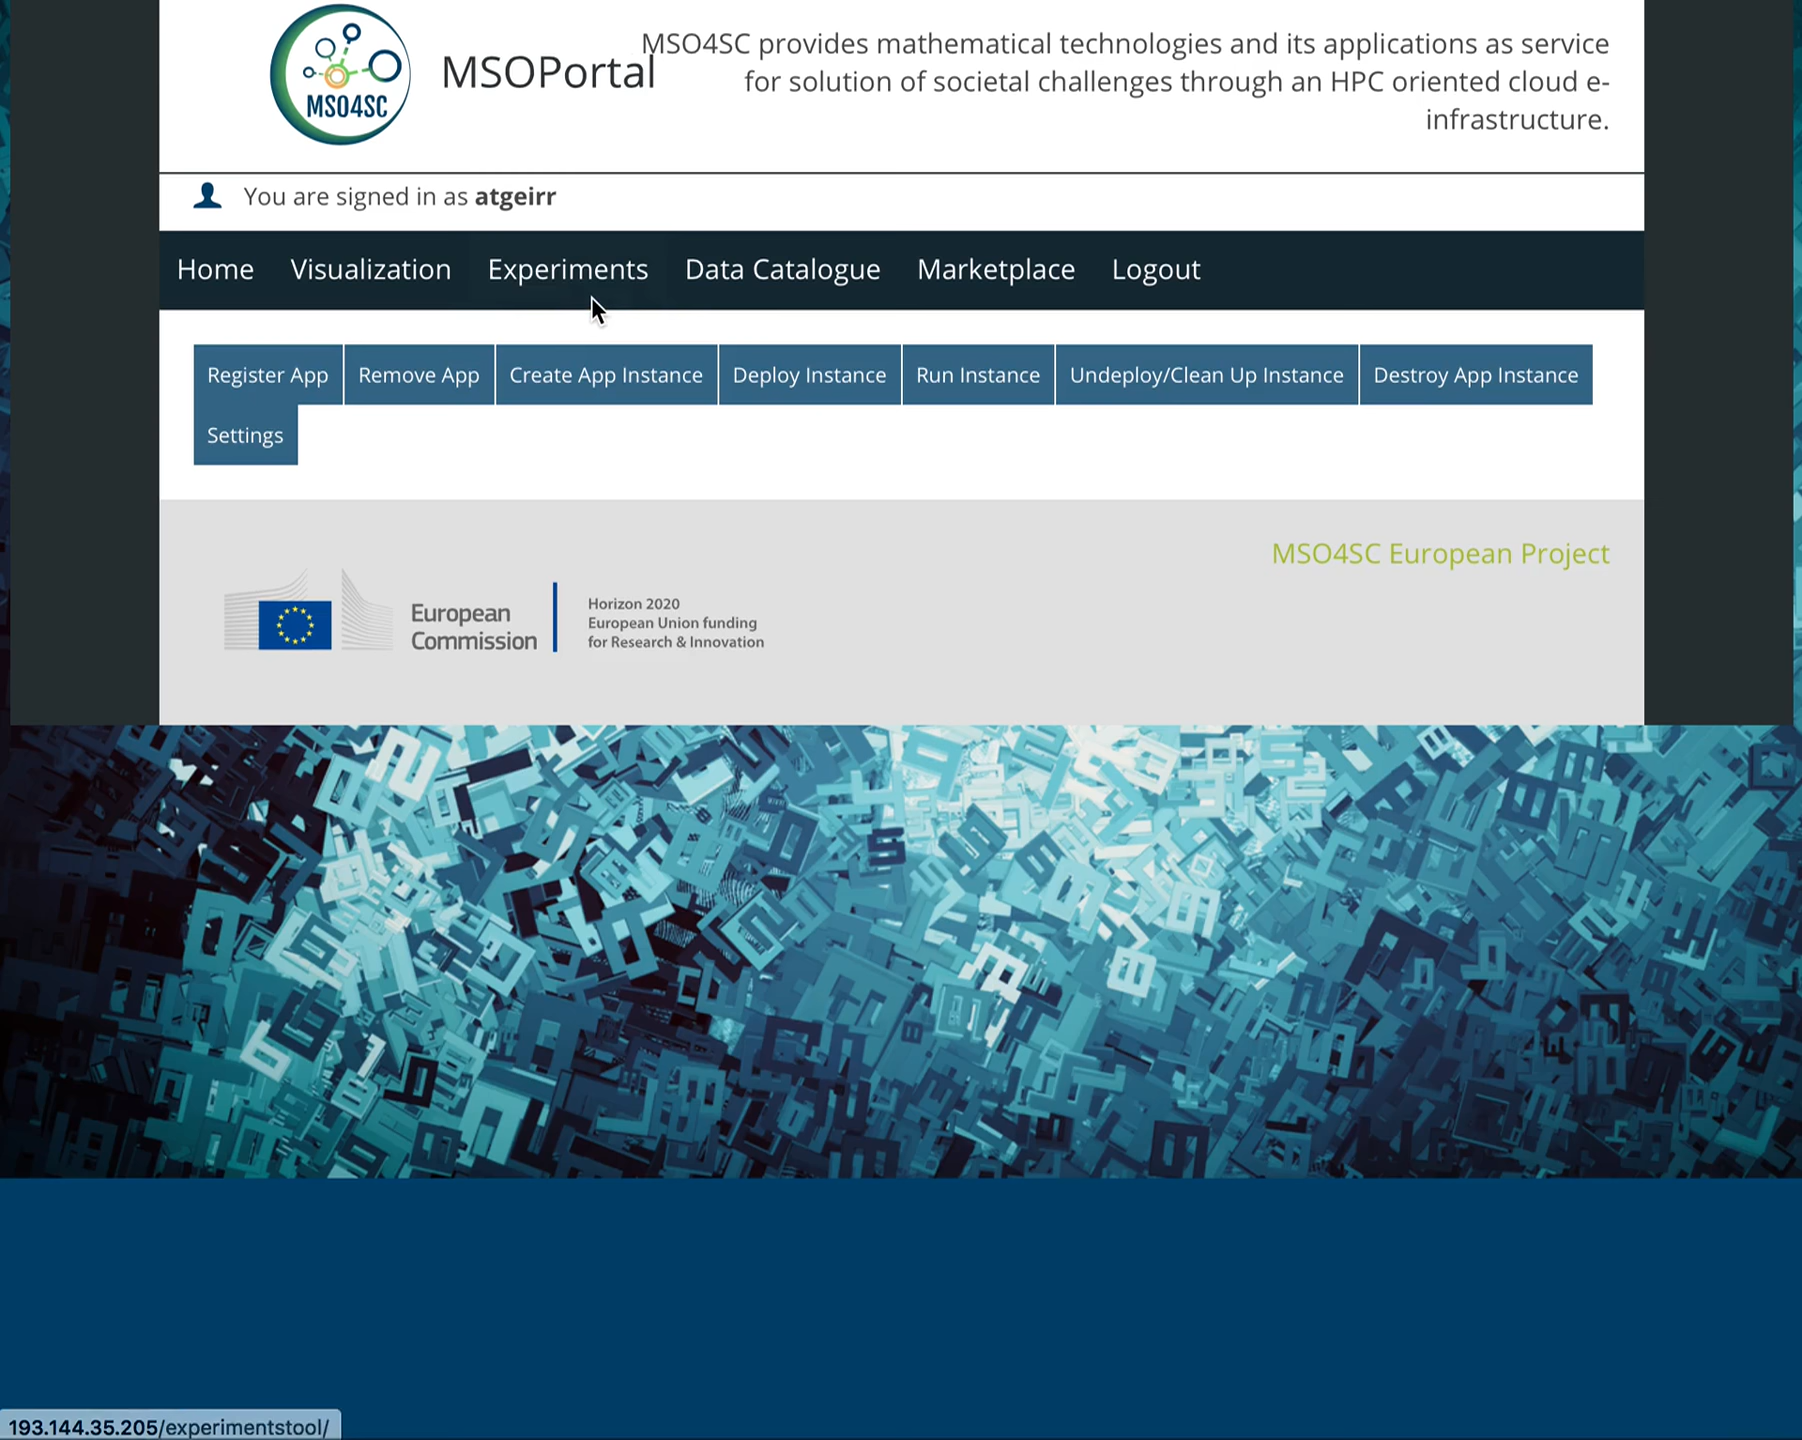 MSO4SC
MSOPortal
MSO4SC provides mathematical technologies and its applications as service
for solution of societal challenges through an HPC oriented cloud e-
infrastructure.
You are signed in as atgeirr
Home Visualization Experiments Data Catalogue Marketplace Logout
Register App Remove App Create App Instance Deploy Instance Run Instance Undeploy/Clean Up Instance Destroy App Instance
Settings
MSO4SC European Project
European
Commission
Horizon 2020
European Union funding
for Research & Innovation
193.144.35.205/experimentstool/